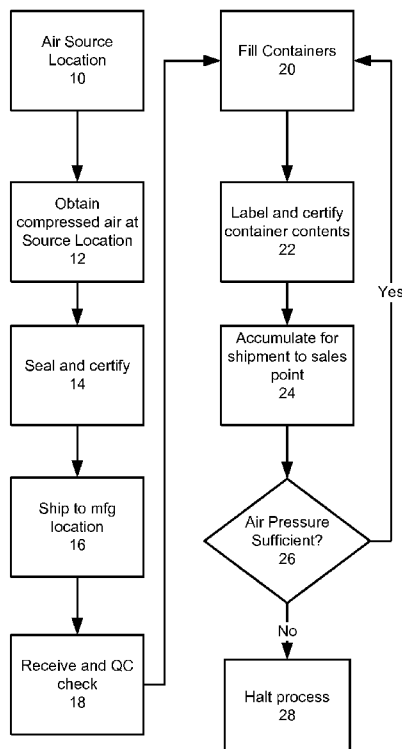 Air Source
Location
10
Obtain
compressed air at
Source Location
12
Seal and certify
14
Ship to mfg
location
16
Receive and QC
check
18
Fill Containers
20
Label and certify
container contents
22
Accumulate for
shipment to sales
point
24
Air Pressure
Sufficient?
26
Yes
No
Halt process
28